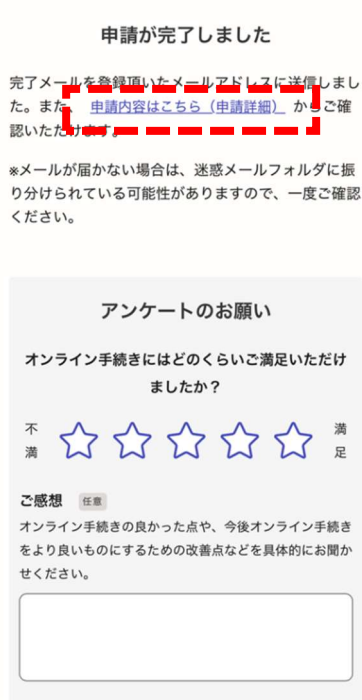 申請が完了しました
完了メールを登録頂いたメールアドレスに送信しまし
た。また、 申請内容はこちら（申請詳細） からご確
認いただけます。
※メールが届かない場合は、迷惑メールフォルダに振
り分けられている可能性がありますので、一度ご確認
ください。
アンケートのお願い
オンライン手続きにはどのくらいご満足いただけ
ましたか？
不満 満足
ご感想 任意
オンライン手続きの良かった点や、今後オンライン手続き
をより良いものにするための改善点などを具体的にお聞か
せください。